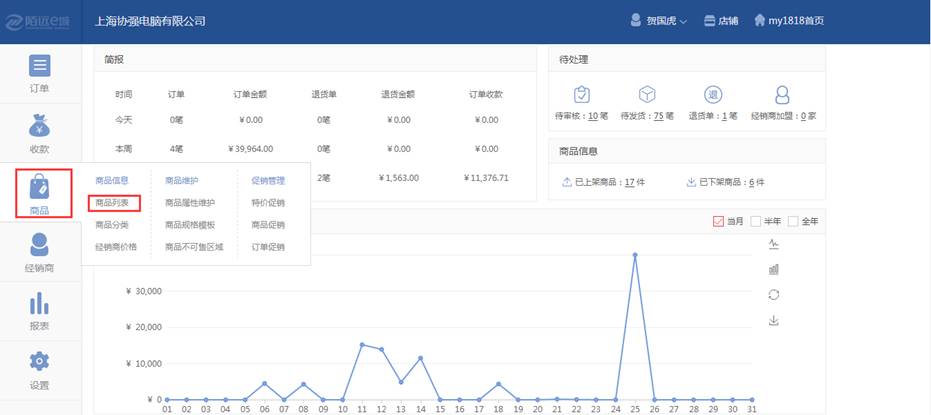 陌远e城
上海协强电脑有限公司
贺国虎
店铺
my1818首页
订单
收款
商品
经销商
报表
设置
简报
时间 订单 订单金额 退货单 退货金额 订单收款
今天 0笔 ¥0.00 0笔 ¥0.00 ¥0.00
本周 4笔 ¥39,964.00 0笔 ¥0.00 ¥0.00
2笔 ¥1,563.00 ¥11,376.71
商品信息 商品维护 促销管理
商品列表 商品属性维护 特价促销
商品分类 商品规格模板 商品促销
经销商价格 商品不可售区域 订单促销
待处理
待审核：10 笔 待发货：75 笔 退货单：1 笔 经销商加盟：0 家
退
商品信息
已上架商品：17 件 已下架商品：6 件
当月 半年 全年
¥ 30,000
¥ 20,000
¥ 10,000
¥ 0
01 02 03 04 05 06 07 08 09 10 11 12 13 14 15 16 17 18 19 20 21 22 23 24 25 26 27 28 29 30 31